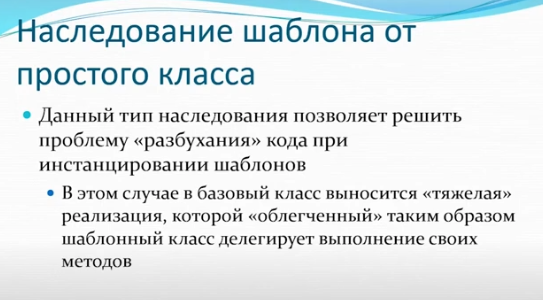 Наследование шаблона от
простого класса
Данный тип наследования позволяет решить
проблему «разбухания» кода при
инстанцировании шаблонов
В этом случае в базовый класс выносится «тяжелая»
реализация, которой «облегченный» таким образом
шаблонный класс делегирует выполнение своих
методов